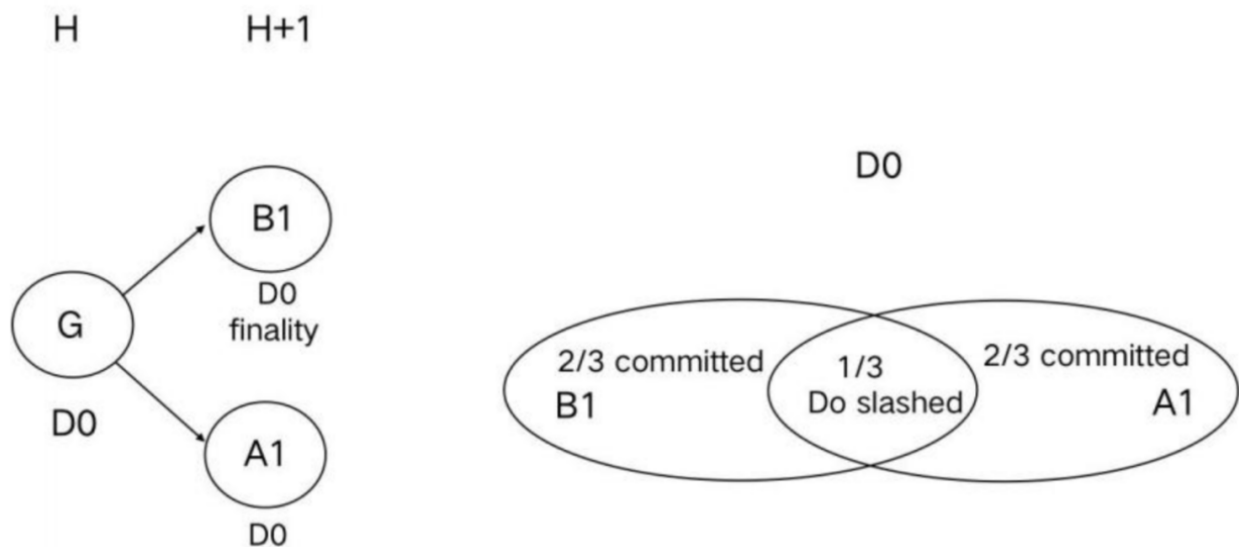 H
H+1
B1
D0
finality
G
D0
A1
D0
D0
2/3 committed
B1
1/3
Do slashed
2/3 committed
A1